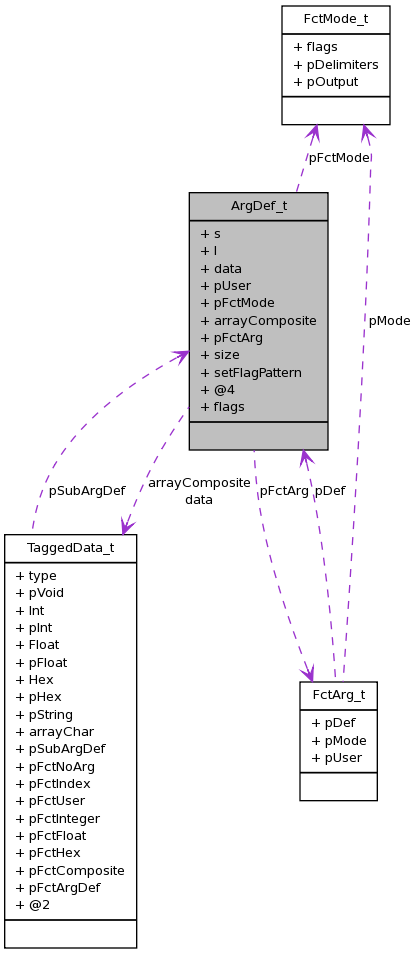 FctMode_t
+ flags
+ pDelimiters
+ pOutput
pFctMode
ArgDef_t
+ s
+ l
+ data
+ pUser
+ pFctMode
+ arrayComposite
+ pFctArg
+ size
+ setFlagPattern
+ @4
+ flags
pMode
pSubArgDef
arrayComposite
data
pFctArg
pDef
TaggedData_t
+ type
+ pVoid
+ Int
+ pInt
+ Float
+ pFloat
+ Hex
+ pHex
+ pString
+ arrayChar
+ pSubArgDef
+ pFctNoArg
+ pFctIndex
+ pFctUser
+ pFctInteger
+ pFctFloat
+ pFctHex
+ pFctComposite
+ pFctArgDef
+ @2
FctArg_t
+ pDef
+ pMode
+ pUser